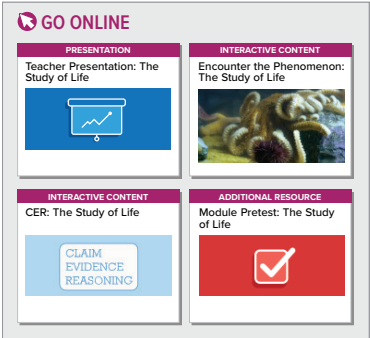 GO ONLINE
PRESENTATION
Teacher Presentation: The
Study of Life
INTERACTIVE CONTENT
Encounter the Phenomenon:
The Study of Life
INTERACTIVE CONTENT
CER: The Study of Life
CLAIM
EVIDENCE
REASONING
ADDITIONAL RESOURCE
Module Pretest: The Study
of Life